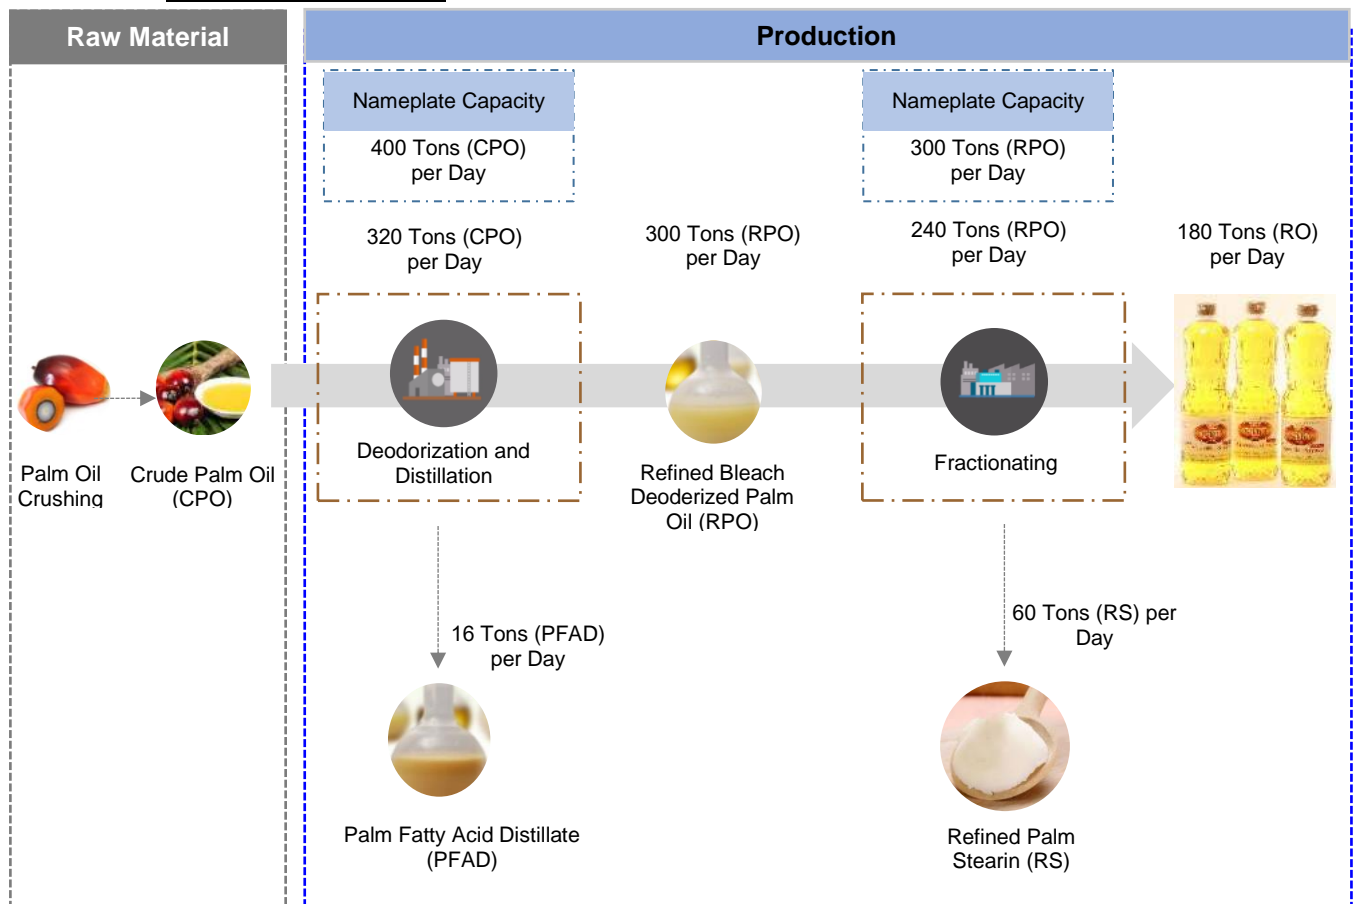 Raw Material
Production
Nameplate Capacity
400 Tons (CPO)
per Day
Nameplate Capacity
300 Tons (RPO)
per Day
320 Tons (CPO)
per Day
300 Tons (RPO)
per Day
240 Tons (RPO)
per Day
180 Tons (RO)
per Day
Palm Oil
Crushing
Crude Palm Oil
(CPO)
Deodorization and
Distillation
Refined Bleach
Deoderized Palm
Oil (RPO)
Fractionating
16 Tons (PFAD)
per Day
60 Tons (RS) per
Day
Palm Fatty Acid Distillate
(PFAD)
Refined Palm
Stearin (RS)